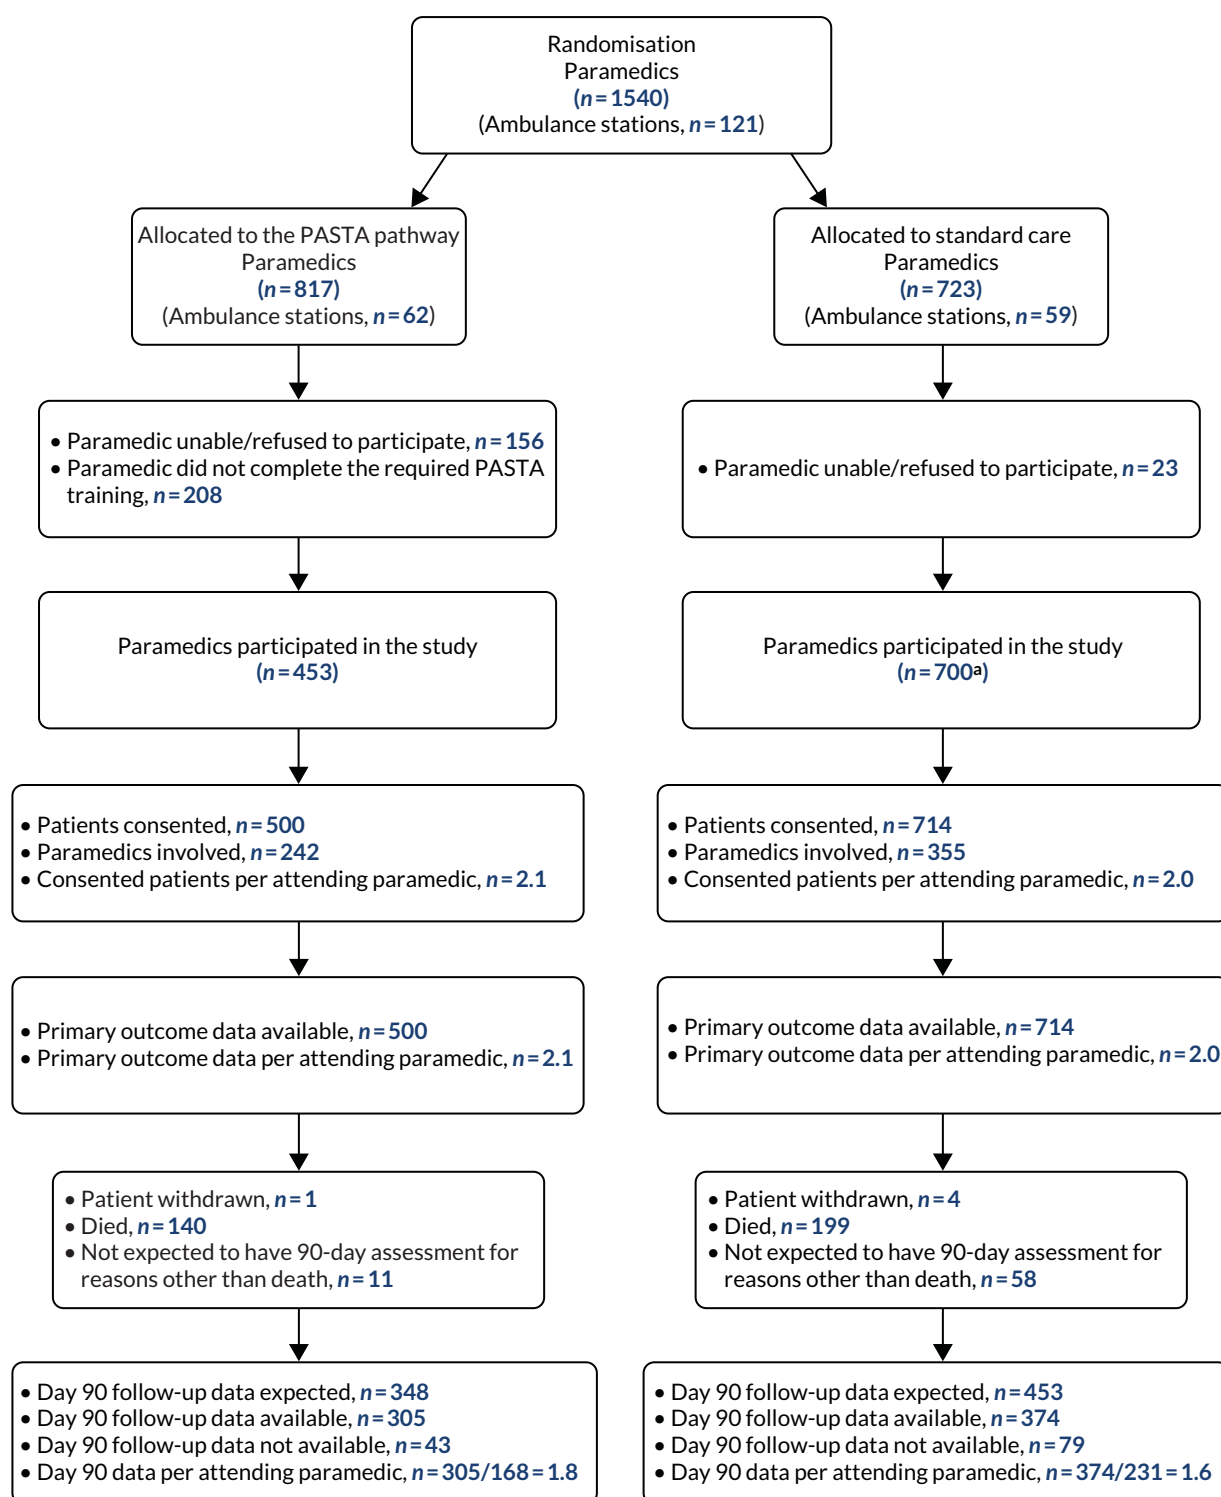 Randomisation
Paramedics
(n=1540)
(Ambulance stations, n=121)
Allocated to the PASTA pathway
Paramedics
(n=817)
(Ambulance stations, n=62)
Allocated to standard care
Paramedics
(n=723)
(Ambulance stations, n=59)
• Paramedic unable/refused to participate, n=156
• Paramedic did not complete the required PASTA
training, n=208
• Paramedic unable/refused to participate, n=23
Paramedics participated in the study
(n=453)
Paramedics participated in the study
(n=700ᵃ)
• Patients consented, n=500
• Paramedics involved, n=242
• Consented patients per attending paramedic, n=2.1
• Patients consented, n=714
• Paramedics involved, n=355
• Consented patients per attending paramedic, n=2.0
• Primary outcome data available, n=500
• Primary outcome data per attending paramedic, n=2.1
• Primary outcome data available, n=714
• Primary outcome data per attending paramedic, n=2.0
• Patient withdrawn, n=1
• Died, n=140
• Not expected to have 90-day assessment for
reasons other than death, n=11
• Patient withdrawn, n=4
• Died, n=199
• Not expected to have 90-day assessment for
reasons other than death, n=58
• Day 90 follow-up data expected, n=348
• Day 90 follow-up data available, n=305
• Day 90 follow-up data not available, n=43
• Day 90 data per attending paramedic, n=305/168=1.8
• Day 90 follow-up data expected, n=453
• Day 90 follow-up data available, n=374
• Day 90 follow-up data not available, n=79
• Day 90 data per attending paramedic, n=374/231=1.6